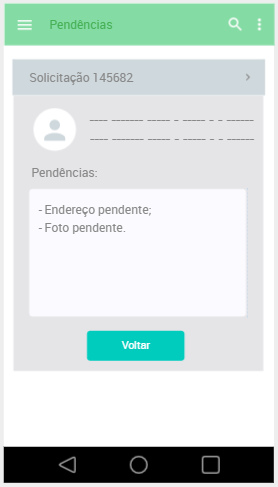 Pendências
Solicitação 145682
Pendências:
- Endereço pendente;
- Foto pendente.
Voltar